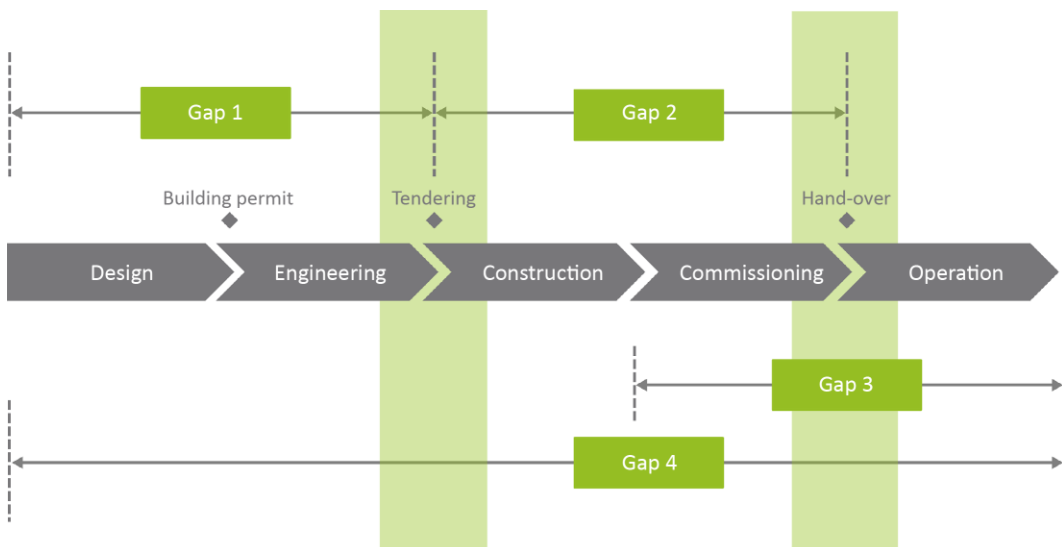 Gap 1
Gap 2
Building permit
Tendering
Hand-over
Design
Engineering
Construction
Commissioning
Operation
Gap 3
Gap 4